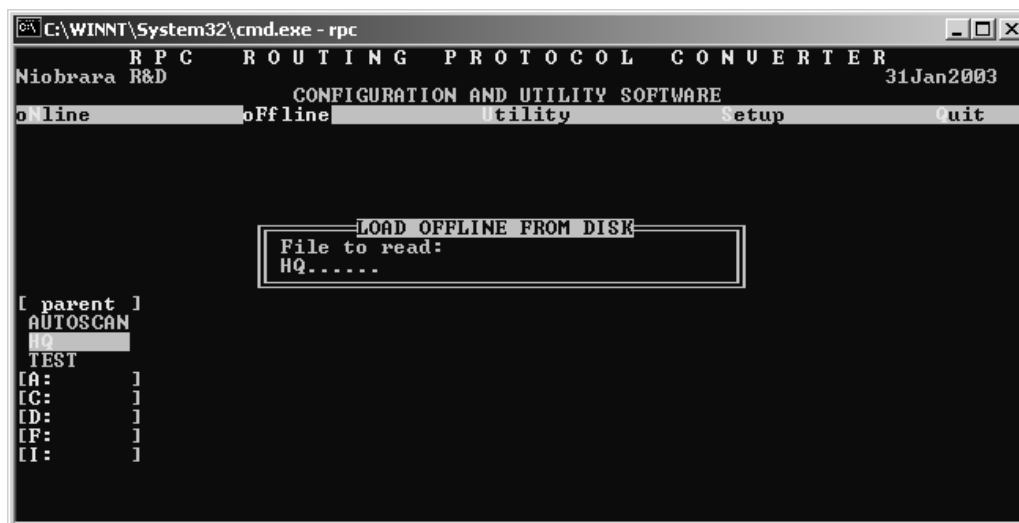 C:\WINNT\System32\cmd.exe - rpc
R P C R O U T I N G P R O T O C O L C O N V E R T E R
Niobrara R&D 31Jan2003
CONFIGURATION AND UTILITY SOFTWARE
oNline oFfline Utility Setup Quit
LOAD OFFLINE FROM DISK
File to read:
HQ......
[ parent ]
AUTOSCAN
HQ
TEST
[A: ]
[C: ]
[D: ]
[F: ]
[I: ]